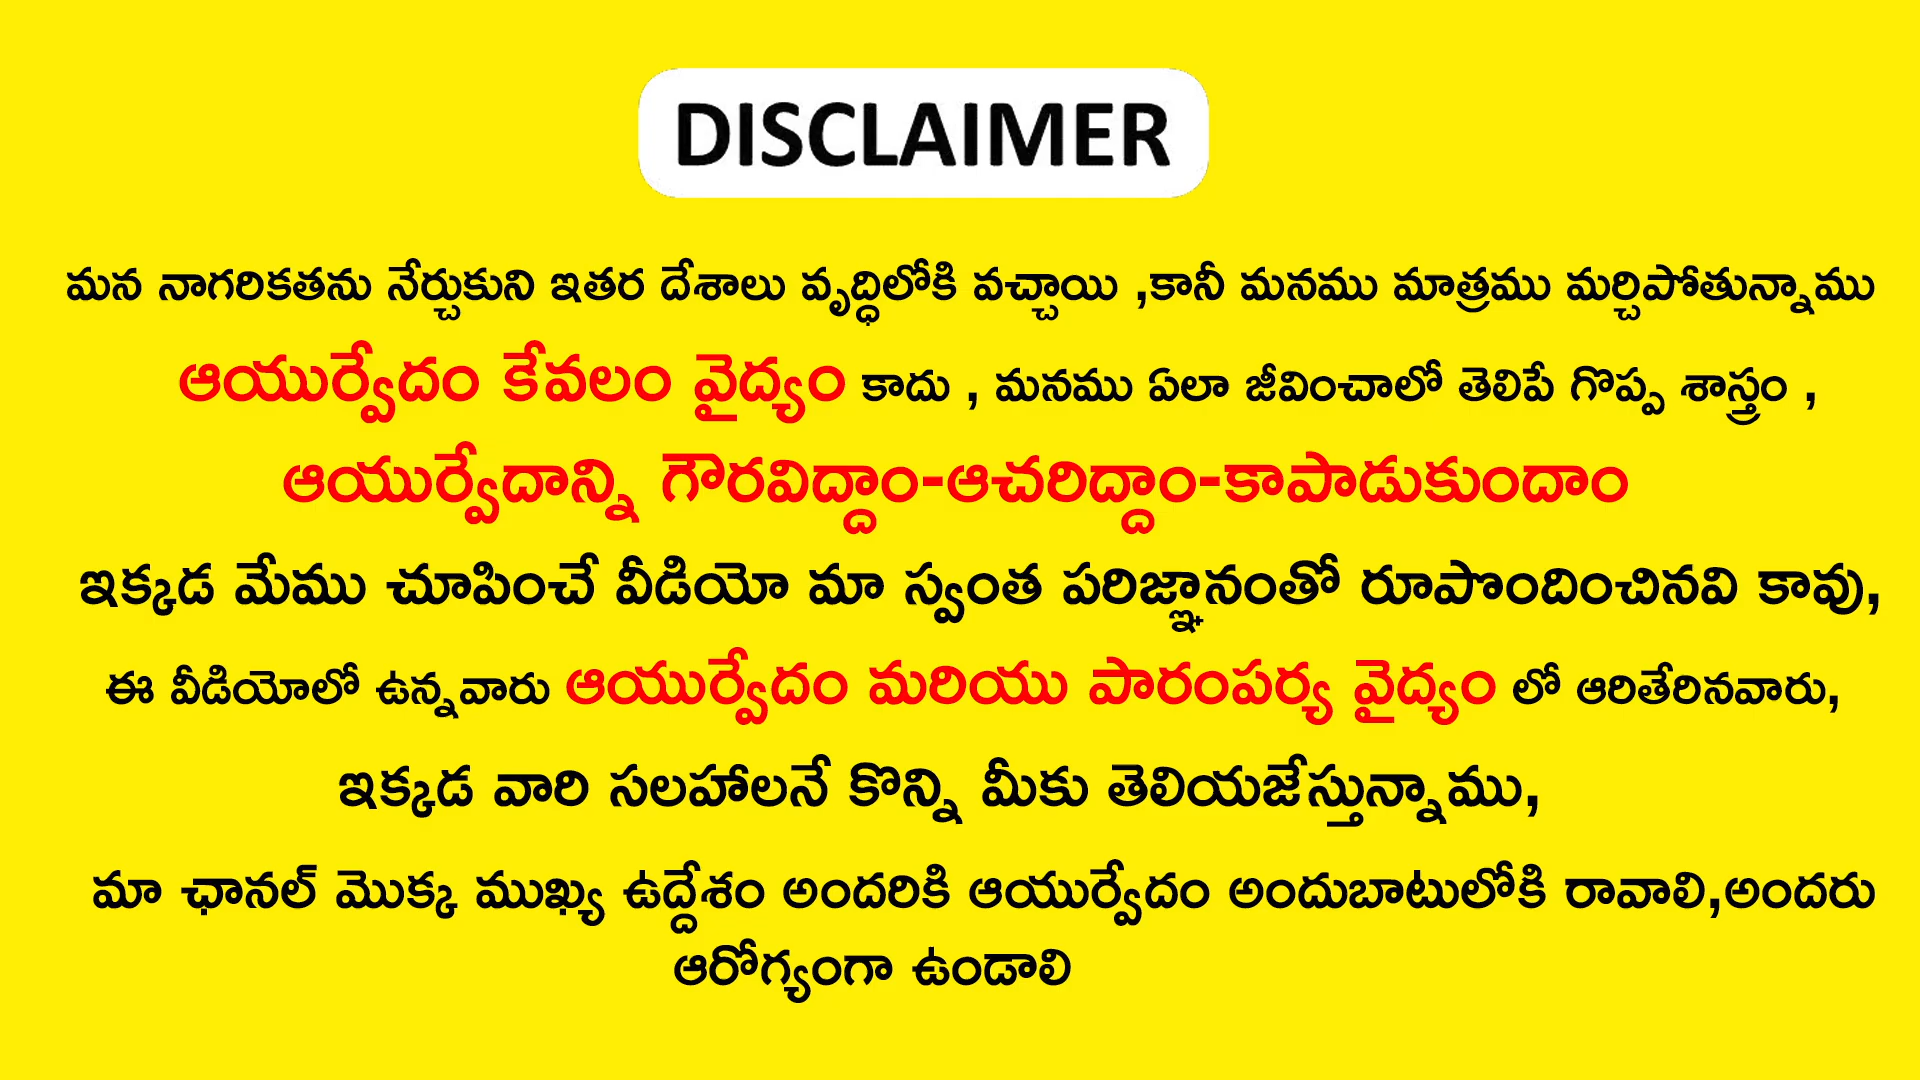 DISCLAIMER
మన నాగరికతను నేర్చుకుని ఇతర దేశాలు వృద్ధిలోకి వచ్చాయి ,కానీ మనము మాత్రము మర్చిపోతున్నాము
ఆయుర్వేదం కేవలం వైద్యం కాదు , మనము ఏలా జీవించాలో తెలిపే గొప్ప శాస్త్రం ,
ఆయుర్వేదాన్ని గౌరవిద్దాం-ఆచరిద్దాం-కాపాడుకుందాం
ఇక్కడ మేము చూపించే వీడియో మా స్వంత పరిజ్ఞానంతో రూపొందించినవి కావు,
ఈ వీడియోలో ఉన్నవారు ఆయుర్వేదం మరియు పారంపర్య వైద్యం లో ఆరితేరినవారు,
ఇక్కడ వారి సలహాలనే కొన్ని మీకు తెలియజేస్తున్నాము,
మా ఛానల్ మొక్క ముఖ్య ఉద్దేశం అందరికి ఆయుర్వేదం అందుబాటులోకి రావాలి,అందరు
ఆరోగ్యంగా ఉండాలి